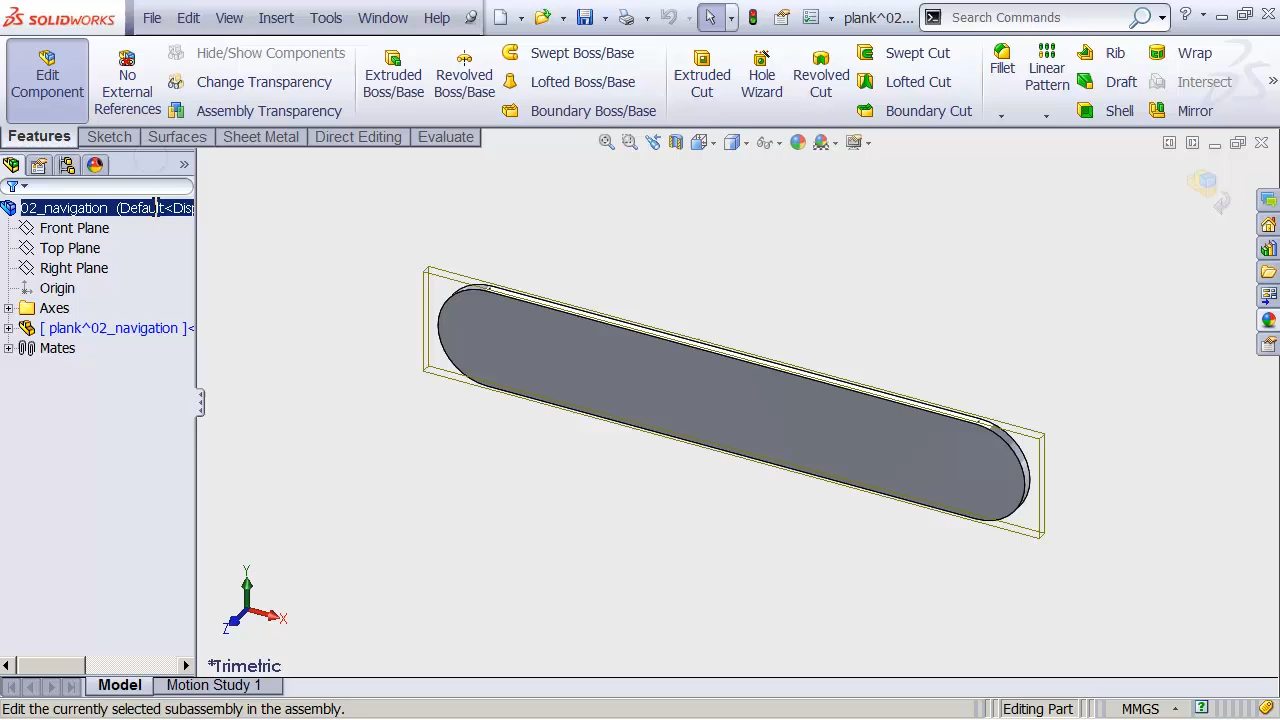 SOLIDWORKS File Edit View Insert Tools Window Help plank^02... Search Commands ?
Edit Component
No External References
Hide/Show Components
Change Transparency
Assembly Transparency
Extruded Boss/Base
Revolved Boss/Base
Swept Boss/Base
Lofted Boss/Base
Boundary Boss/Base
Extruded Cut
Hole Wizard
Revolved Cut
Swept Cut
Lofted Cut
Boundary Cut
Fillet
Linear Pattern
Rib
Draft
Shell
Wrap
Intersect
Mirror
Features Sketch Surfaces Sheet Metal Direct Editing Evaluate
02_navigation (Default<Disp
Front Plane
Top Plane
Right Plane
Origin
Axes
[ plank^02_navigation ]<
Mates
Y
X
Z
*Trimetric
Model Motion Study 1
Edit the currently selected subassembly in the assembly. Editing Part MMGS ?